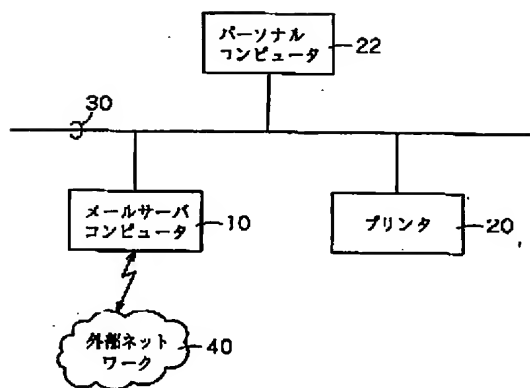 パーソナル
コンピュータ
22
30
メールサーバ
コンピュータ
10
プリンタ
20
外部ネット
ワーク
40